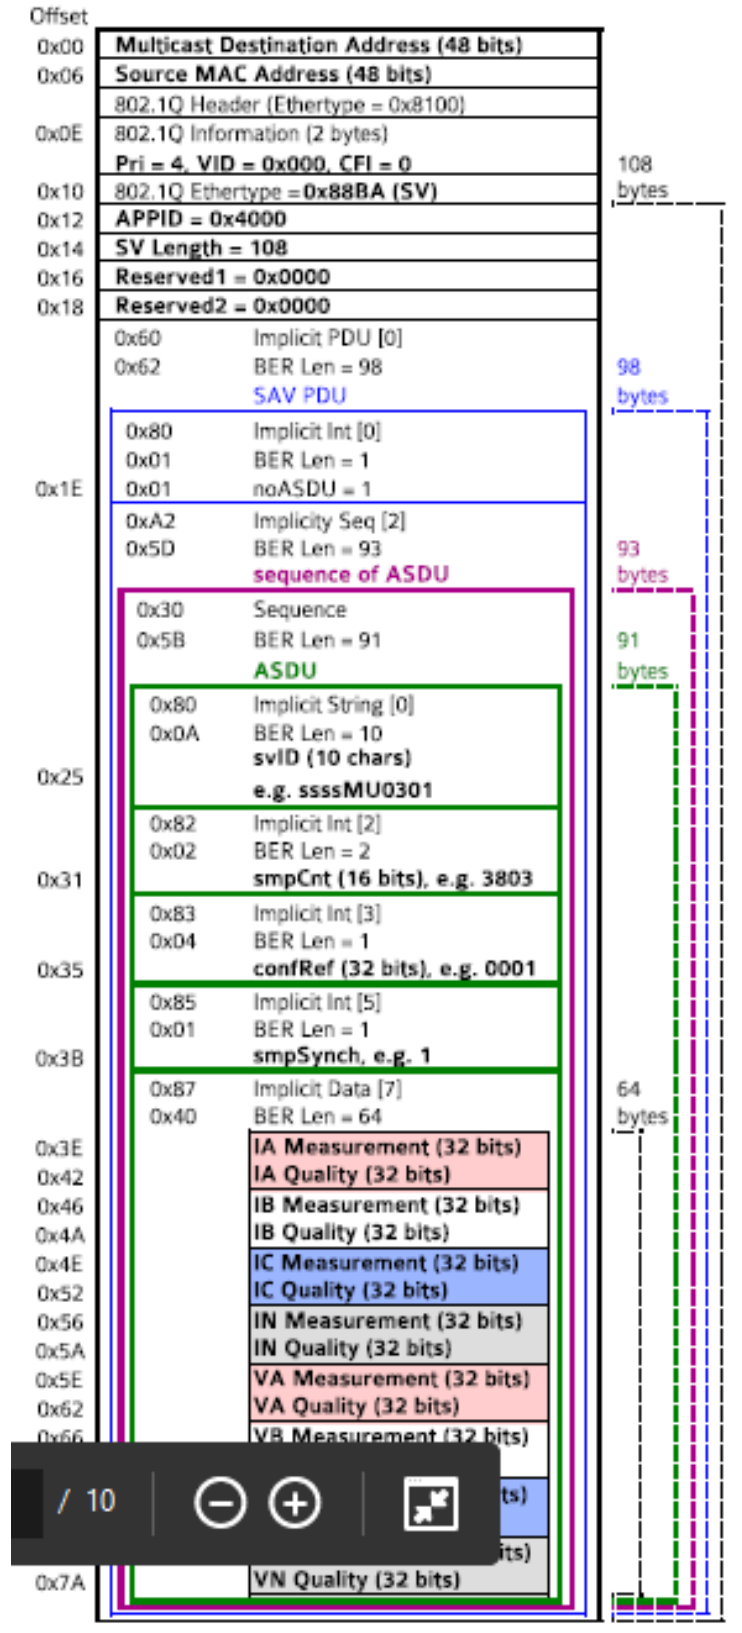 Offset
0x00 Multicast Destination Address (48 bits)
0x06 Source MAC Address (48 bits)
802.1Q Header (Ethertype = 0x8100)
0x0E 802.1Q Information (2 bytes)
Pri = 4, VID = 0x000, CFI = 0 108
0x10 802.1Q Ethertype = 0x88BA (SV) bytes
0x12 APPID = 0x4000
0x14 SV Length = 108
0x16 Reserved1 = 0x0000
0x18 Reserved2 = 0x0000
0x60 Implicit PDU [0]
0x62 BER Len = 98 98
SAV PDU bytes
0x80 Implicit Int [0]
0x01 BER Len = 1
0x1E 0x01 noASDU = 1
0xA2 Implicity Seq [2]
0x5D BER Len = 93 93
sequence of ASDU bytes
0x30 Sequence
0x5B BER Len = 91 91
ASDU bytes
0x80 Implicit String [0]
0x0A BER Len = 10
svID (10 chars)
0x25
e.g. ssssMU0301
0x82 Implicit Int [2]
0x02 BER Len = 2
0x31 smpCnt (16 bits), e.g. 3803
0x83 Implicit Int [3]
0x04 BER Len = 1
0x35 confRef (32 bits), e.g. 0001
0x85 Implicit Int [5]
0x01 BER Len = 1
0x3B smpSynch, e.g. 1
0x87 Implicit Data [7] 64
0x40 BER Len = 64 bytes
0x3E IA Measurement (32 bits)
0x42 IA Quality (32 bits)
0x46 IB Measurement (32 bits)
0x4A IB Quality (32 bits)
0x4E IC Measurement (32 bits)
0x52 IC Quality (32 bits)
0x56 IN Measurement (32 bits)
0x5A IN Quality (32 bits)
0x5E VA Measurement (32 bits)
0x62 VA Quality (32 bits)
0x66 VB Measurement (32 bits)
/ 10
0x7A VN Quality (32 bits)